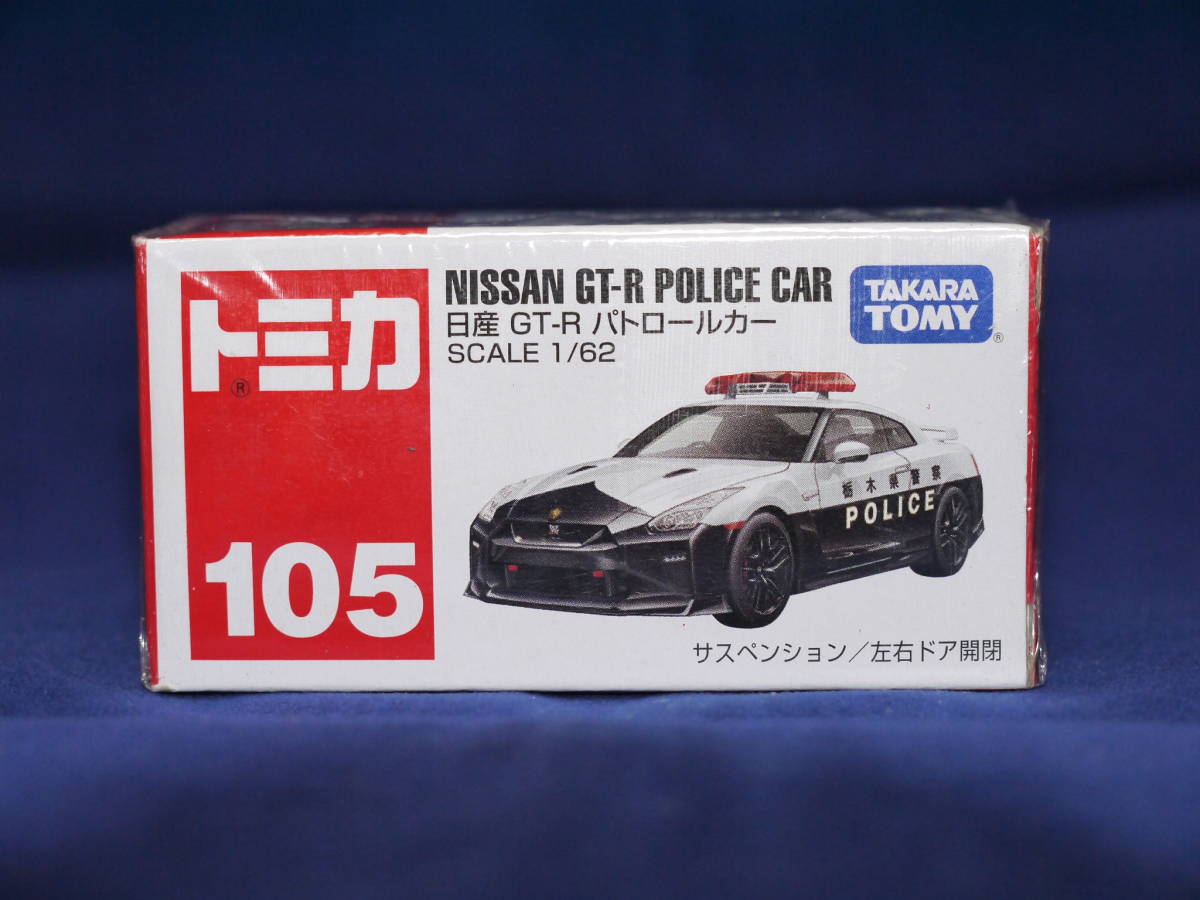 トミカ
®
105
NISSAN GT-R POLICE CAR
日産 GT-R パトロールカー
SCALE 1/62
TAKARA
TOMY
®
栃木県警察
POLICE
サスペンション/左右ドア開閉